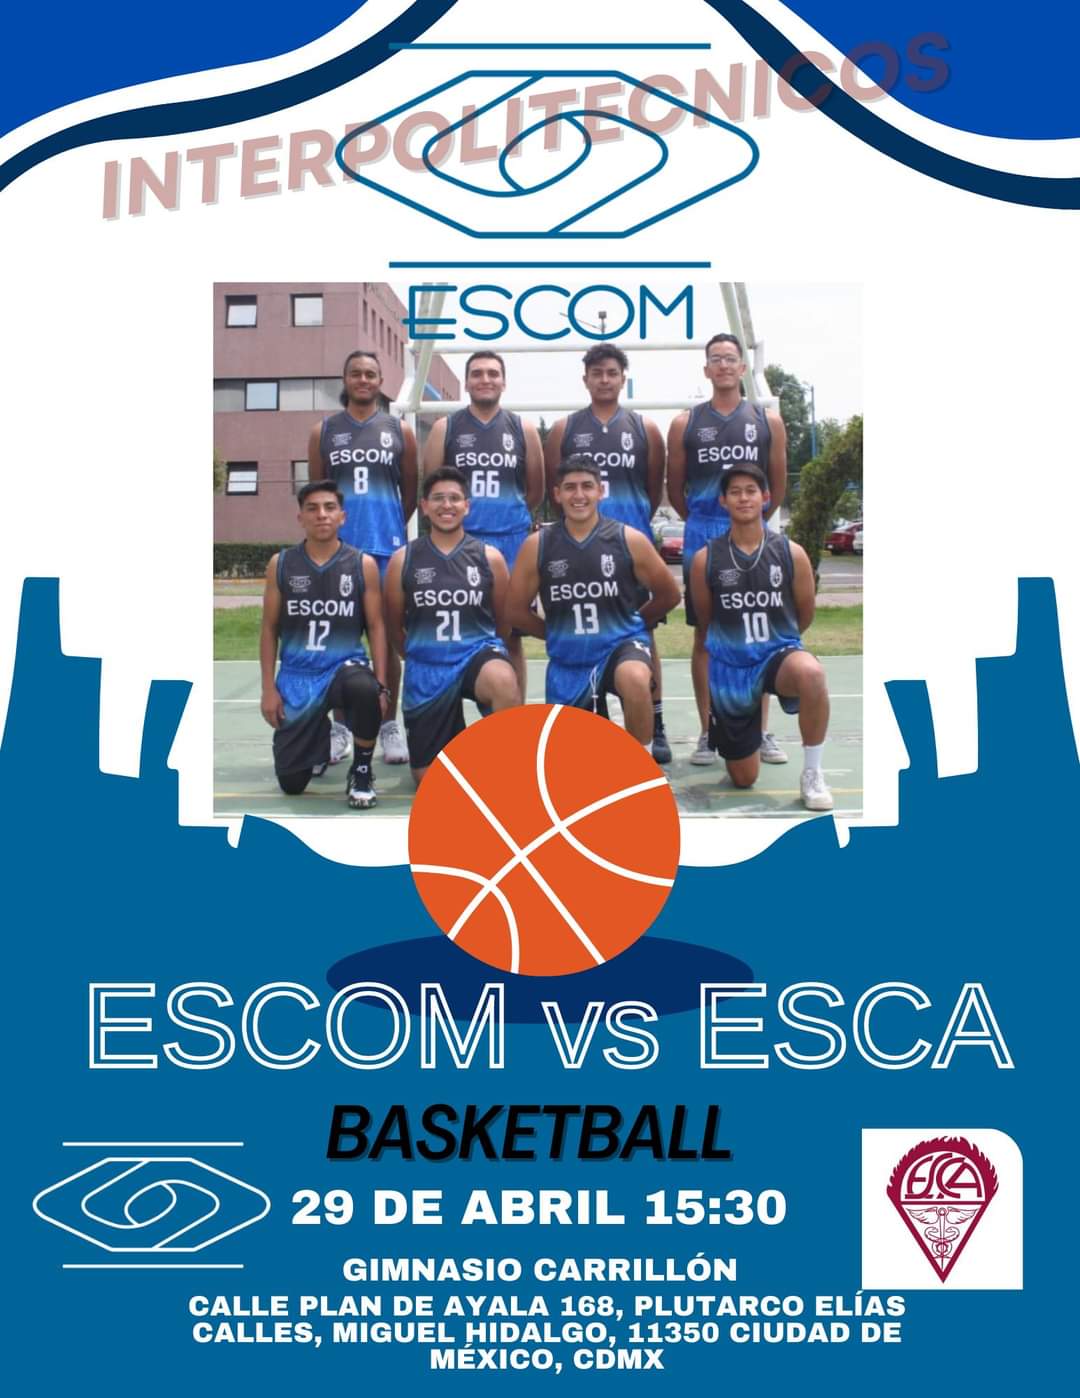 INTERPOLITECNICOS
ESCOM
ESCOM
8
ESCOM
66
ESCOM
ESCOM
ESCOM
12
ESCOM
21
ESCOM
13
ESCOM
10
ESCOM vs ESCA
BASKETBALL
29 DE ABRIL 15:30
ESCA
GIMNASIO CARRILLÓN
CALLE PLAN DE AYALA 168, PLUTARCO ELÍAS
CALLES, MIGUEL HIDALGO, 11350 CIUDAD DE
MÉXICO, CDMX